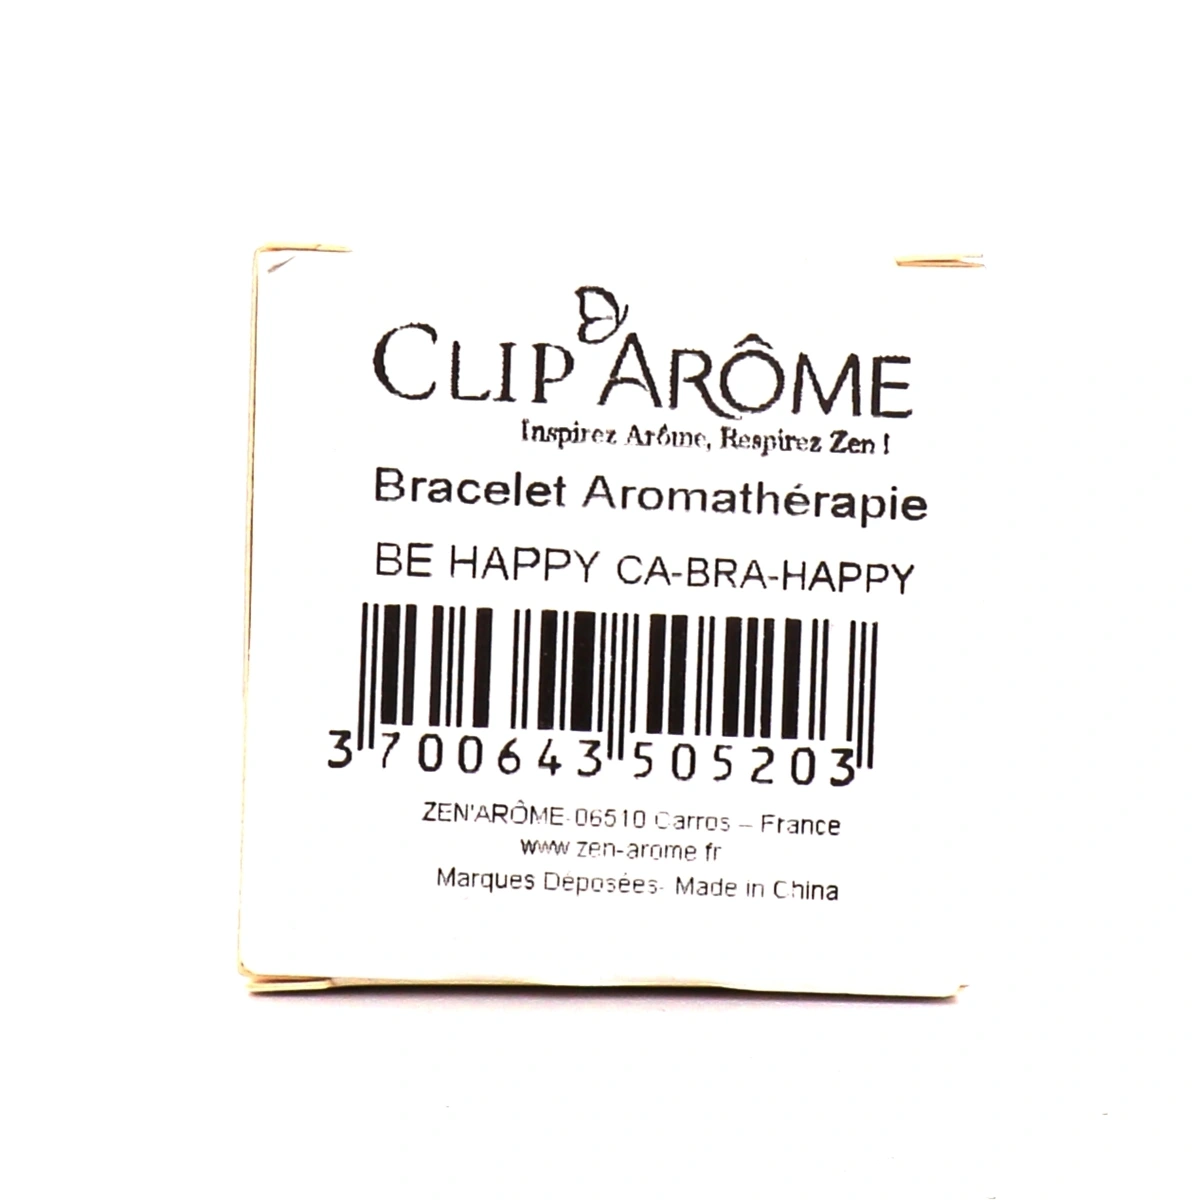 CLIP'ARÔME
Inspirez Arôme, Respirez Zen !
Bracelet Aromathérapie
BE HAPPY CA-BRA-HAPPY
3 700643 505203
ZEN'ARÔME-06510 Carros – France
www.zen-arome.fr
Marques Déposées- Made in China